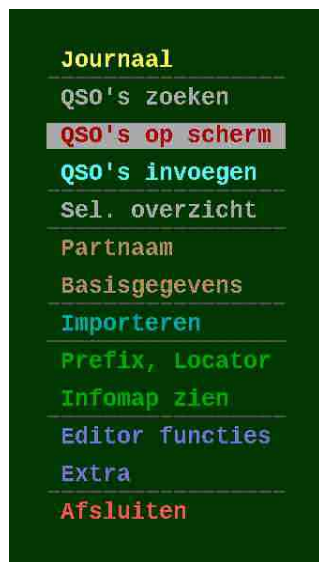 Journaal
QSO's zoeken
QSO's op scherm
QSO's invoegen
Sel. overzicht
Partnaam
Basisgegevens
Importeren
Prefix, Locator
Infomap zien
Editor functies
Extra
Afsluiten